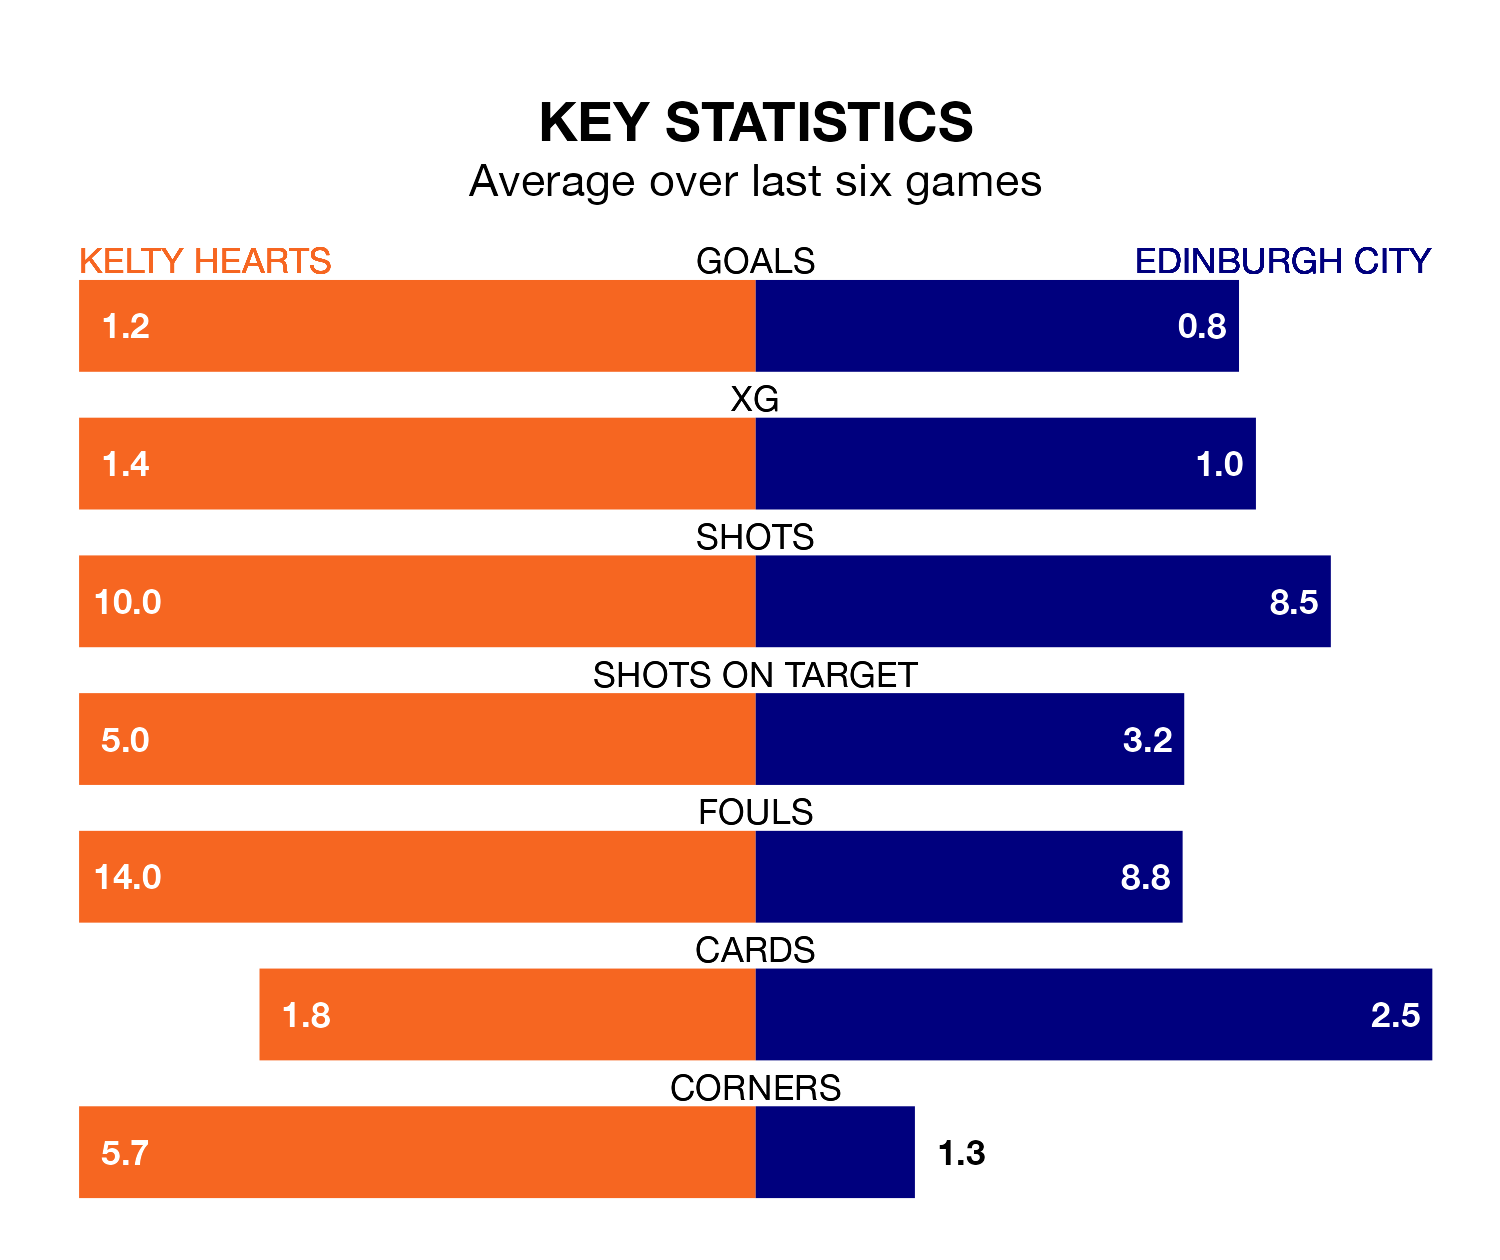 KEY STATISTICS
Average over last six games
KELTY HEARTS GOALS EDINBURGH CITY
1.2 0.8
XG
1.4 1.0
SHOTS
10.0 8.5
SHOTS ON TARGET
5.0 3.2
FOULS
14.0 8.8
CARDS
1.8 2.5
CORNERS
5.7 1.3